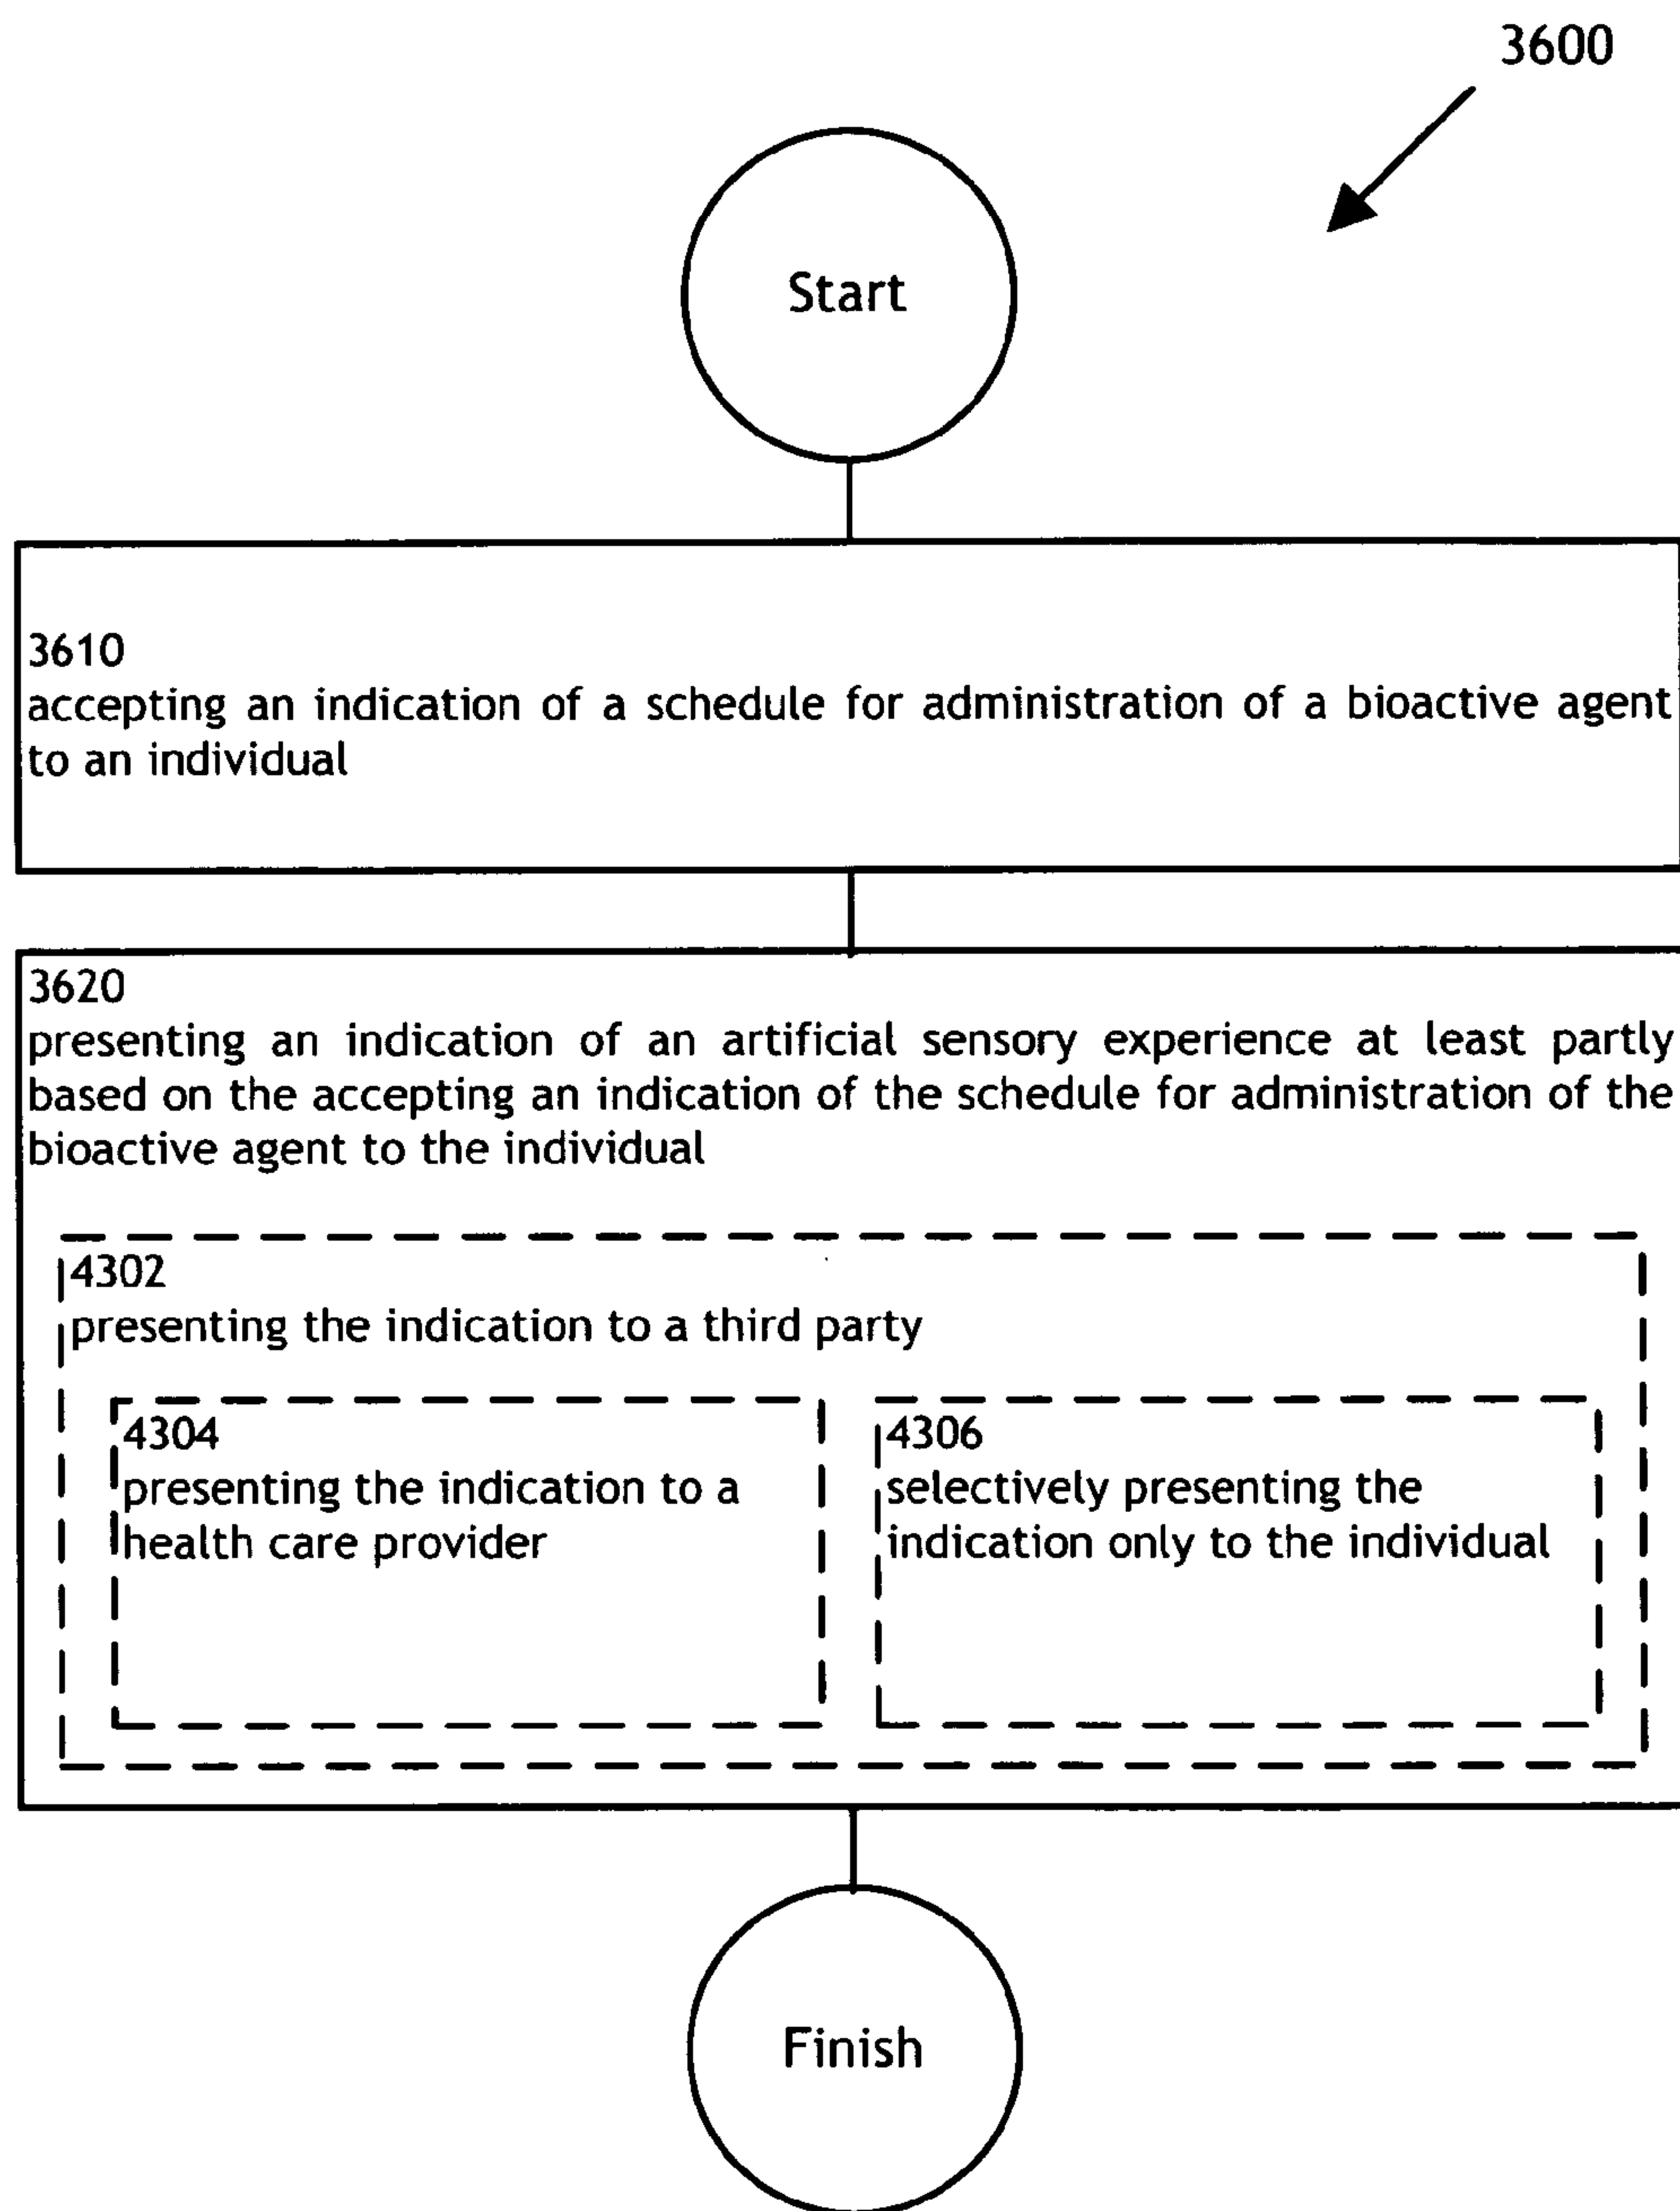 3600
Start
3610
accepting an indication of a schedule for administration of a bioactive agent
to an individual
3620
presenting an indication of an artificial sensory experience at least partly
based on the accepting an indication of the schedule for administration of the
bioactive agent to the individual
4302
presenting the indication to a third party
4304
presenting the indication to a
health care provider
4306
selectively presenting the
indication only to the individual
Finish